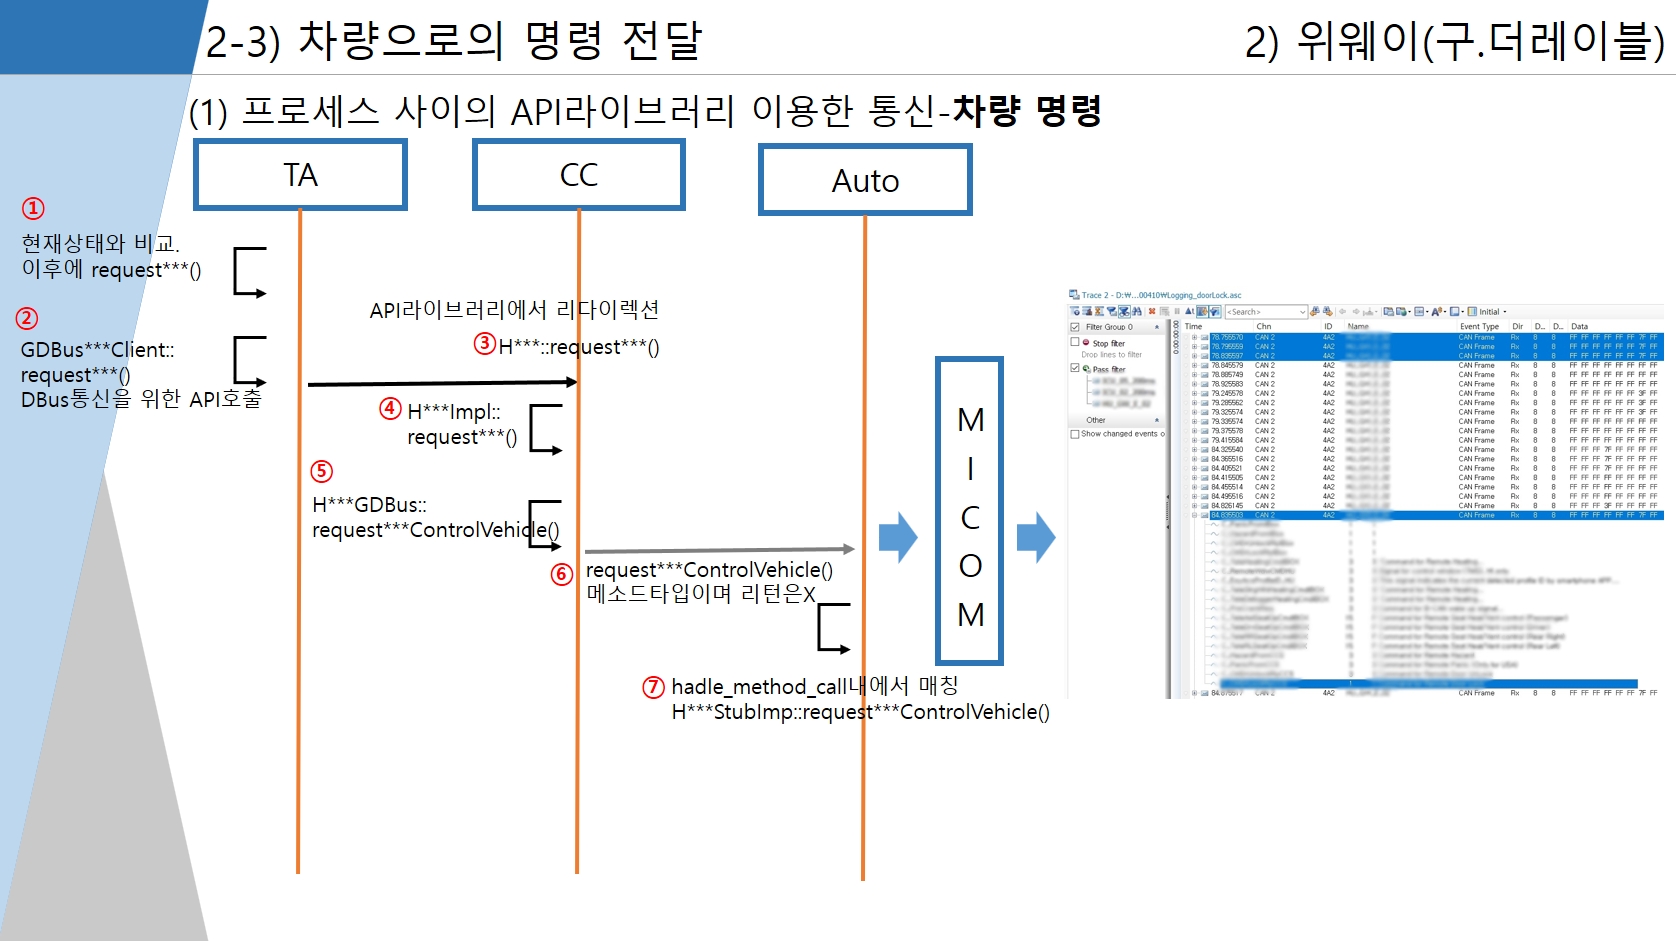 2-3) 차량으로의 명령 전달
2) 위웨이(구.더레이블)
(1) 프로세스 사이의 API라이브러리 이용한 통신-차량 명령
TA
CC
Auto
①
현재상태와 비교.
이후에 request***()
②
GDBus***Client::
request***()
DBus통신을 위한 API호출
API라이브러리에서 리다이렉션
③ H***::request***()
④ H***Impl::
request***()
⑤
H***GDBus::
request***ControlVehicle()
⑥ request***ControlVehicle()
메소드타입이며 리턴은X
⑦ hadle_method_call내에서 매칭
H***StubImp::request***ControlVehicle()
M
I
C
O
M
Trace 2 - D:₩...00410₩Logging_doorLock.asc
<Search>
Initial
Filter Group 0
Stop filter
Drop lines to filter
Pass filter
Other
Show changed events o
Time Chn ID Name Event Type Dir D... D... Data
78.755570 CAN 2 4A2 CAN Frame Rx 8 8 FF FF FF FF FF FF 7F FF
78.795559 CAN 2 4A2 CAN Frame Rx 8 8 FF FF FF FF FF FF 7F FF
78.835597 CAN 2 4A2 CAN Frame Rx 8 8 FF FF FF FF FF FF 7F FF
78.845579 CAN 2 4A2 CAN Frame Rx 8 8 FF FF FF FF FF FF FF FF
78.885749 CAN 2 4A2 CAN Frame Rx 8 8 FF FF FF FF FF FF FF FF
78.925583 CAN 2 4A2 CAN Frame Rx 8 8 FF FF FF FF FF FF FF FF
79.245578 CAN 2 4A2 CAN Frame Rx 8 8 FF FF FF FF FF FF 3F FF
79.285562 CAN 2 4A2 CAN Frame Rx 8 8 FF FF FF FF FF FF 3F FF
79.325574 CAN 2 4A2 CAN Frame Rx 8 8 FF FF FF FF FF FF 3F FF
79.335574 CAN 2 4A2 CAN Frame Rx 8 8 FF FF FF FF FF FF FF FF
79.375578 CAN 2 4A2 CAN Frame Rx 8 8 FF FF FF FF FF FF FF FF
79.415584 CAN 2 4A2 CAN Frame Rx 8 8 FF FF FF FF FF FF FF FF
84.325540 CAN 2 4A2 CAN Frame Rx 8 8 FF FF FF 7F FF FF FF FF
84.365516 CAN 2 4A2 CAN Frame Rx 8 8 FF FF FF 7F FF FF FF FF
84.405521 CAN 2 4A2 CAN Frame Rx 8 8 FF FF FF 7F FF FF FF FF
84.415505 CAN 2 4A2 CAN Frame Rx 8 8 FF FF FF FF FF FF FF FF
84.455514 CAN 2 4A2 CAN Frame Rx 8 8 FF FF FF FF FF FF FF FF
84.495516 CAN 2 4A2 CAN Frame Rx 8 8 FF FF FF FF FF FF FF FF
84.826145 CAN 2 4A2 CAN Frame Rx 8 8 FF FF FF 3F FF FF FF FF
84.835503 CAN 2 4A2 CAN Frame Rx 8 8 FF FF FF FF FF FF 7F FF
84.875517 CAN 2 4A2 CAN Frame Rx 8 8 FF FF FF FF FF FF 7F FF